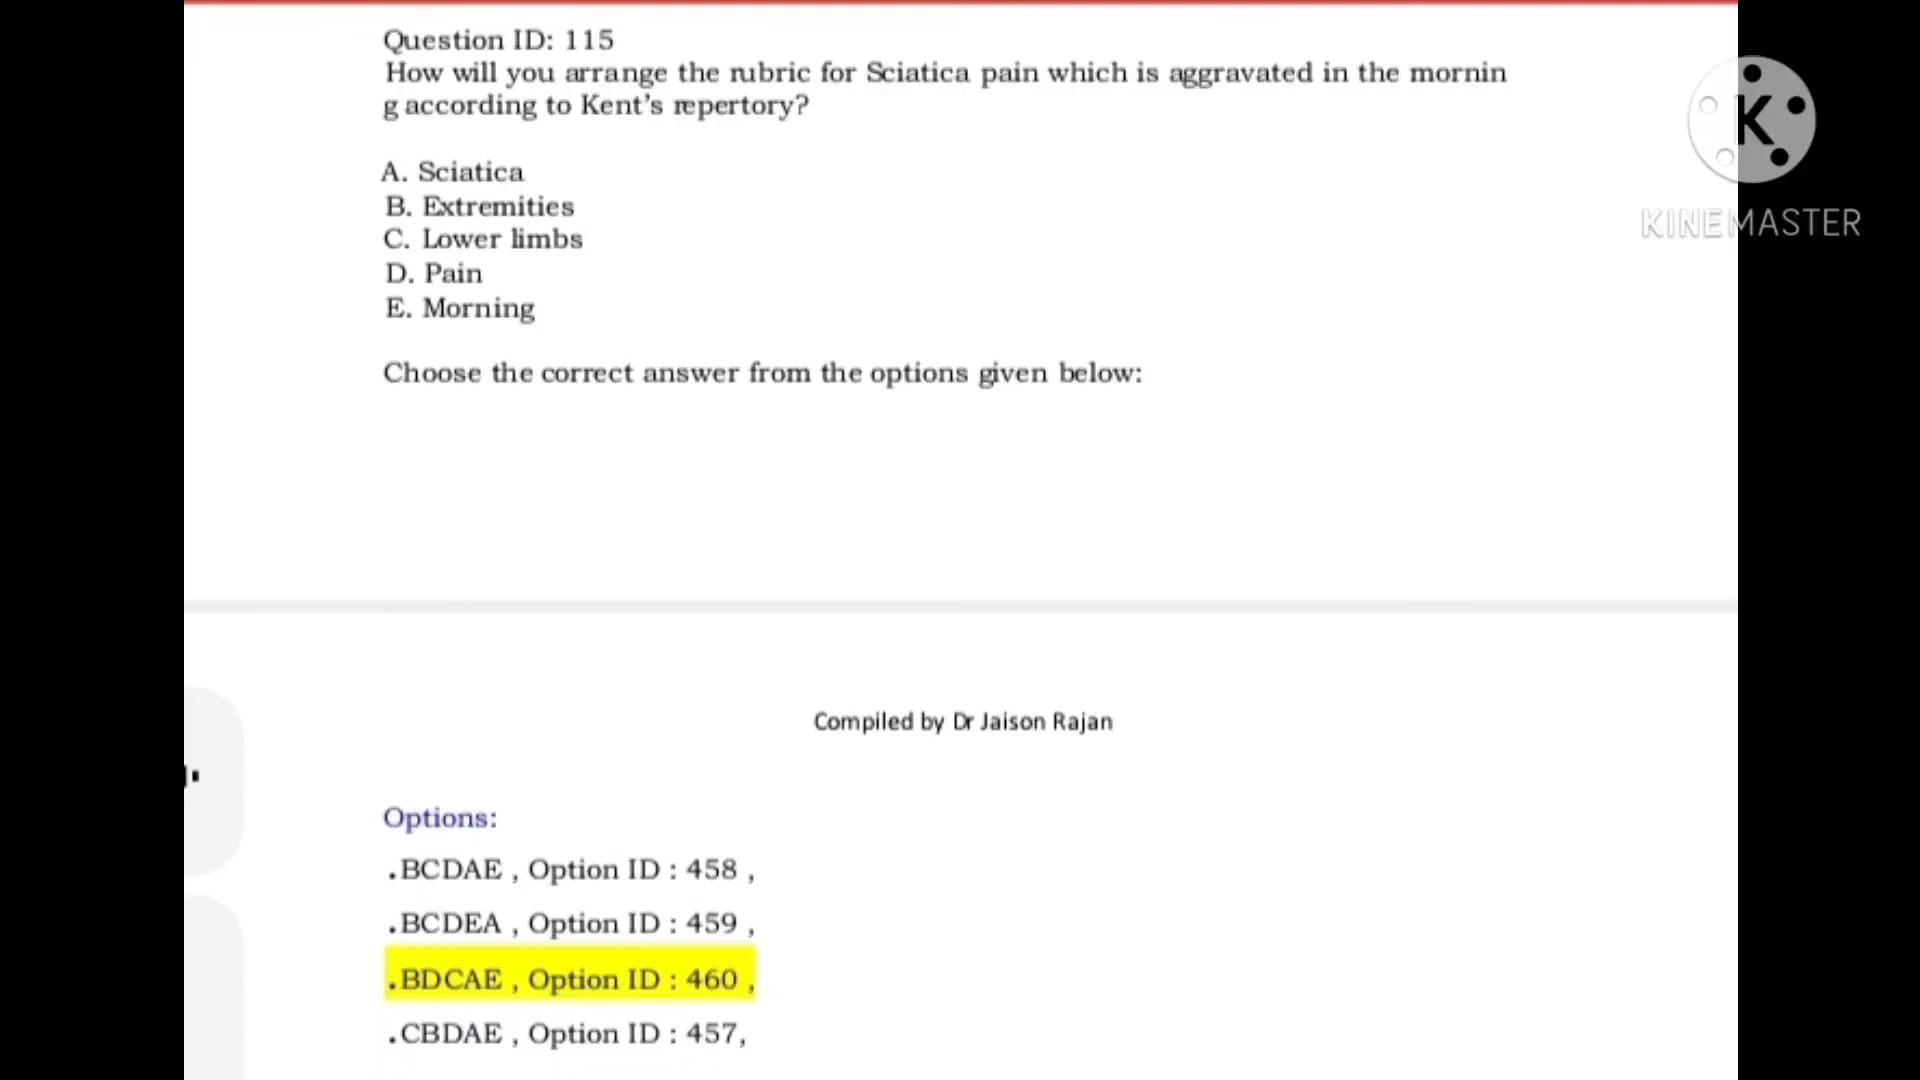 Question ID: 115
How will you arrange the rubric for Sciatica pain which is aggravated in the mornin
g according to Kent's repertory?
A. Sciatica
B. Extremities
C. Lower limbs
D. Pain
E. Morning
Choose the correct answer from the options given below:
K
KINEMASTER
Compiled by Dr Jaison Rajan
Options:
.BCDAE , Option ID : 458 ,
.BCDEA , Option ID : 459 ,
.BDCAE , Option ID : 460 ,
.CBDAE , Option ID : 457,